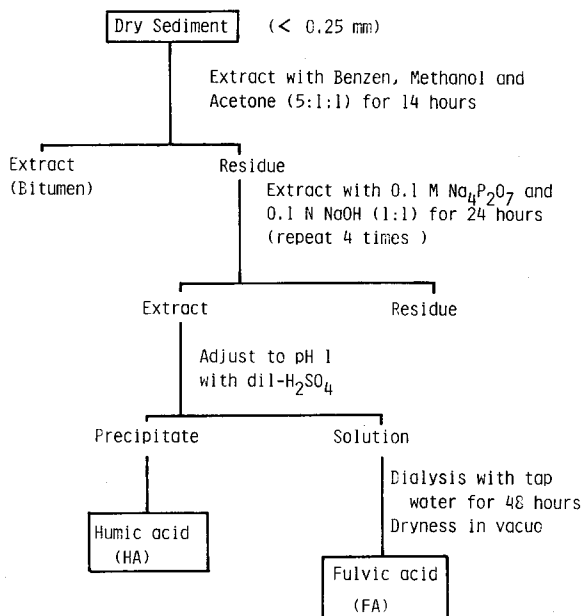 Dry Sediment (< 0.25 mm)
Extract with Benzen, Methanol and
Acetone (5:1:1) for 14 hours
Extract Residue
(Bitumen)
Extract with 0.1 M Na4P2O7 and
0.1 N NaOH (1:1) for 24 hours
(repeat 4 times )
Extract Residue
Adjust to pH 1
with dil-H2SO4
Precipitate Solution
Dialysis with tap
water for 48 hours
Dryness in vacuo
Humic acid
(HA)
Fulvic acid
(FA)